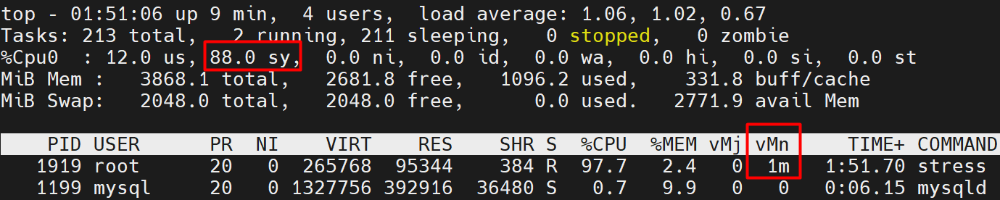 top - 01:51:06 up 9 min,  4 users,  load average: 1.06, 1.02, 0.67
Tasks: 213 total,   2 running, 211 sleeping,   0 stopped,   0 zombie
%Cpu0  : 12.0 us, 88.0 sy,  0.0 ni,  0.0 id,  0.0 wa,  0.0 hi,  0.0 si,  0.0 st
MiB Mem :   3868.1 total,   2681.8 free,   1096.2 used,    331.8 buff/cache
MiB Swap:   2048.0 total,   2048.0 free,      0.0 used.   2771.9 avail Mem
PID USER      PR  NI    VIRT    RES    SHR S  %CPU  %MEM vMj vMn     TIME+ COMMAND
1919 root      20   0  265768  95344    384 R  97.7   2.4   0  1m   1:51.70 stress
1199 mysql     20   0 1327756 392916  36480 S   0.7   9.9   0   0   0:06.15 mysqld